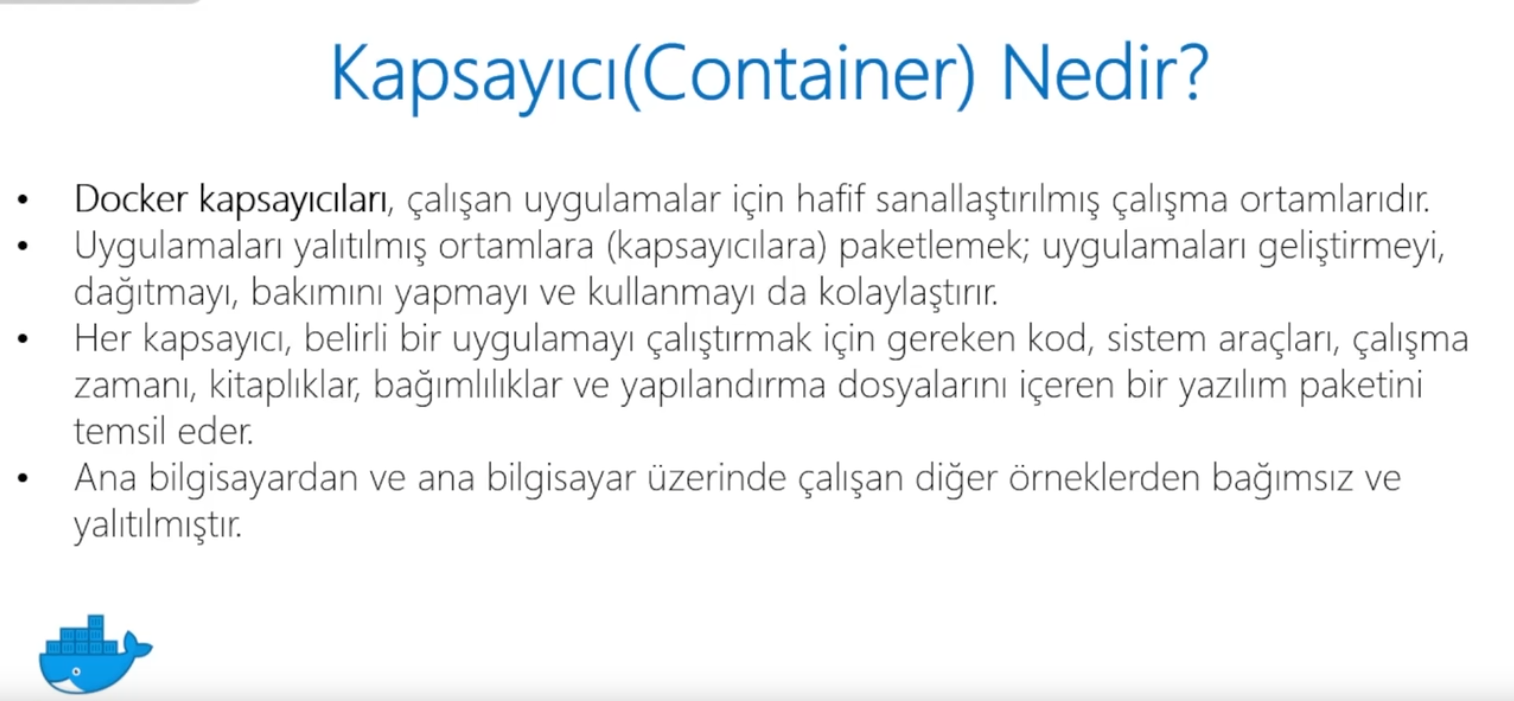 Kapsayıcı(Container) Nedir?
• Docker kapsayıcıları, çalışan uygulamalar için hafif sanallaştırılmış çalışma ortamlarıdır.
• Uygulamaları yalıtılmış ortamlara (kapsayıcılara) paketlemek; uygulamaları geliştirmeyi,
dağıtmayı, bakımını yapmayı ve kullanmayı da kolaylaştırır.
• Her kapsayıcı, belirli bir uygulamayı çalıştırmak için gereken kod, sistem araçları, çalışma
zamanı, kitaplıklar, bağımlılıklar ve yapılandırma dosyalarını içeren bir yazılım paketini
temsil eder.
• Ana bilgisayardan ve ana bilgisayar üzerinde çalışan diğer örneklerden bağımsız ve
yalıtılmıştır.